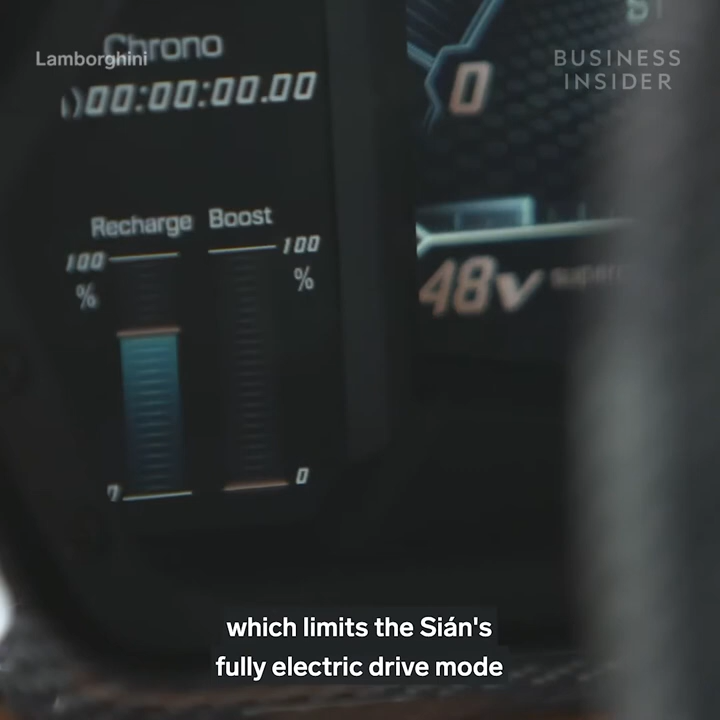 Lamborghini
BUSINESS
INSIDER
Chrono
00:00:00.00
0
Recharge Boost
100
100
%
%
48v
0
which limits the Sián's
fully electric drive mode